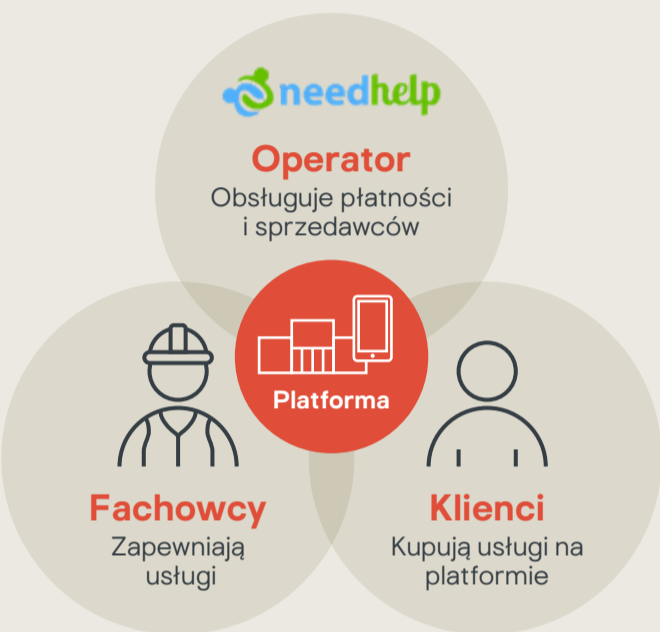 needhelp
Operator
Obsługuje płatności
i sprzedawców
Platforma
Fachowcy
Zapewniają
usługi
Klienci
Kupują usługi na
platformie